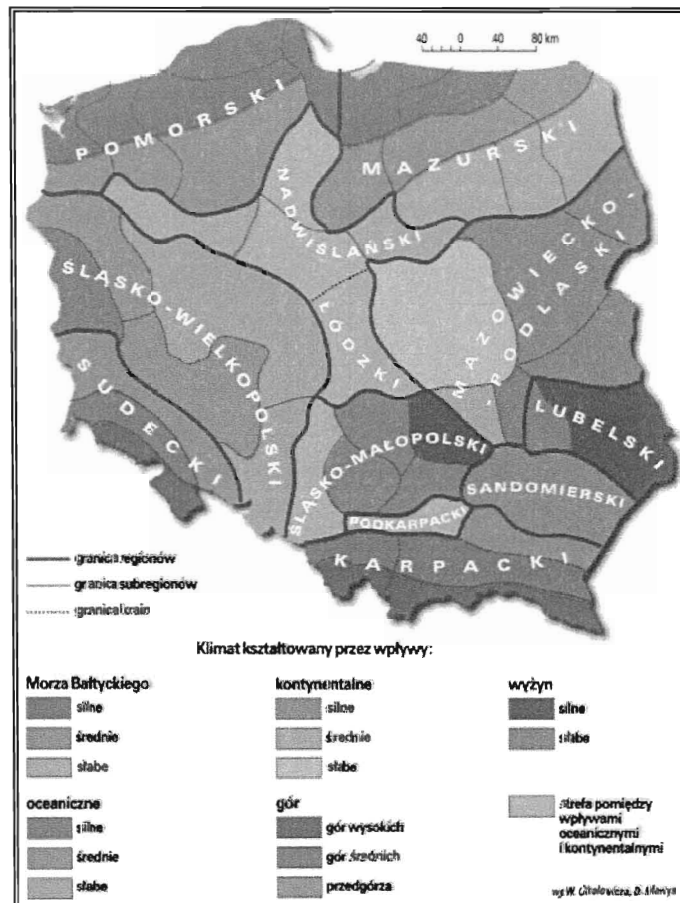 40 0 40 80 km
POMORSKI
MAZURSKI
NADWIŚLAŃSKI
MAZOWIECKO-
-PODLASKI
ŚLĄSKO-WIELKOPOLSKI
ŁÓDZKI
SUDECKI
LUBELSKI
ŚLĄSKO-MAŁOPOLSKI
SANDOMIERSKI
PODKARPACKI
KARPACKI
granica regionów
granica subregionów
granica krain
Klimat kształtowany przez wpływy:
Morza Bałtyckiego
silne
średnie
słabe
oceaniczne
silne
średnie
słabe
kontynentalne
silne
średnie
słabe
gór
gór wysokich
gór średnich
przedgórza
wyżyn
silne
słabe
strefa pomiędzy
wpływami
oceanicznymi
i kontynentalnymi
wg W.